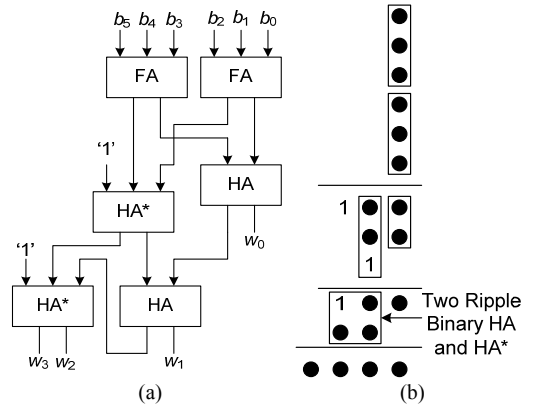 b5 b4 b3 b2 b1 b0
FA FA
'1'
HA
HA*
w0
'1'
HA* HA
w3 w2 w1
(a)
1
1
1
Two Ripple
Binary HA
and HA*
(b)